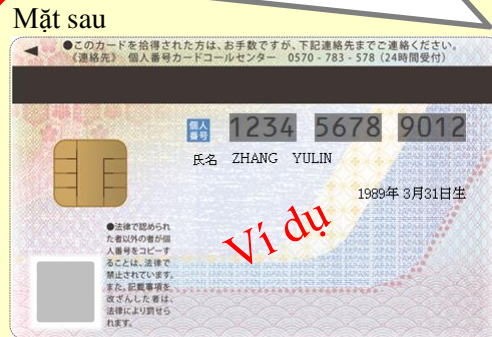 Mặt sau
◀ ●このカードを拾得された方は、お手数ですが、下記連絡先までご連絡ください。
《連絡先》 個人番号カードコールセンター 0570-783-578（24時間受付）
個人番号 1234 5678 9012
氏名 ZHANG YULIN
1989年 3月31日生
Ví dụ
●法律で認められ
た者以外の者が個
人番号をコピーす
ることは、法律で
禁止されています。
また、記載事項を
改ざんした者は、
法律により罰せら
れます。